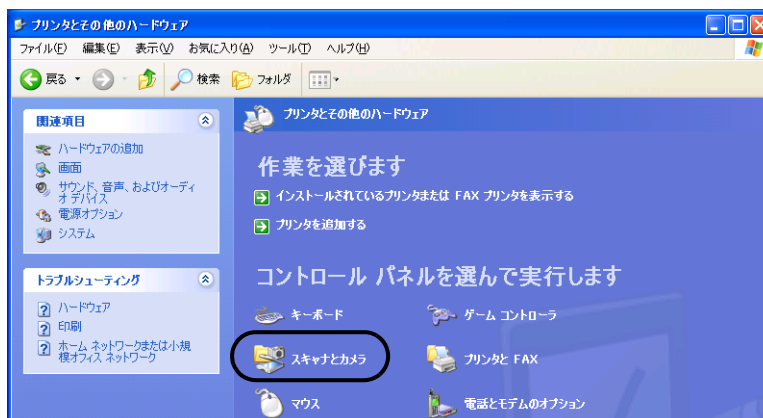 プリンタとその他のハードウェア
ファイル(F) 編集(E) 表示(V) お気に入り(A) ツール(T) ヘルプ(H)
戻る 検索 フォルダ
関連項目
ハードウェアの追加
画面
サウンド、音声、およびオーディ
オ デバイス
電源オプション
システム
トラブルシューティング
ハードウェア
印刷
ホーム ネットワークまたは小規
模オフィス ネットワーク
プリンタとその他のハードウェア
作業を選びます
インストールされているプリンタまたは FAX プリンタを表示する
プリンタを追加する
コントロール パネルを選んで実行します
キーボード ゲーム コントローラ
スキャナとカメラ プリンタと FAX
マウス 電話とモデムのオプション